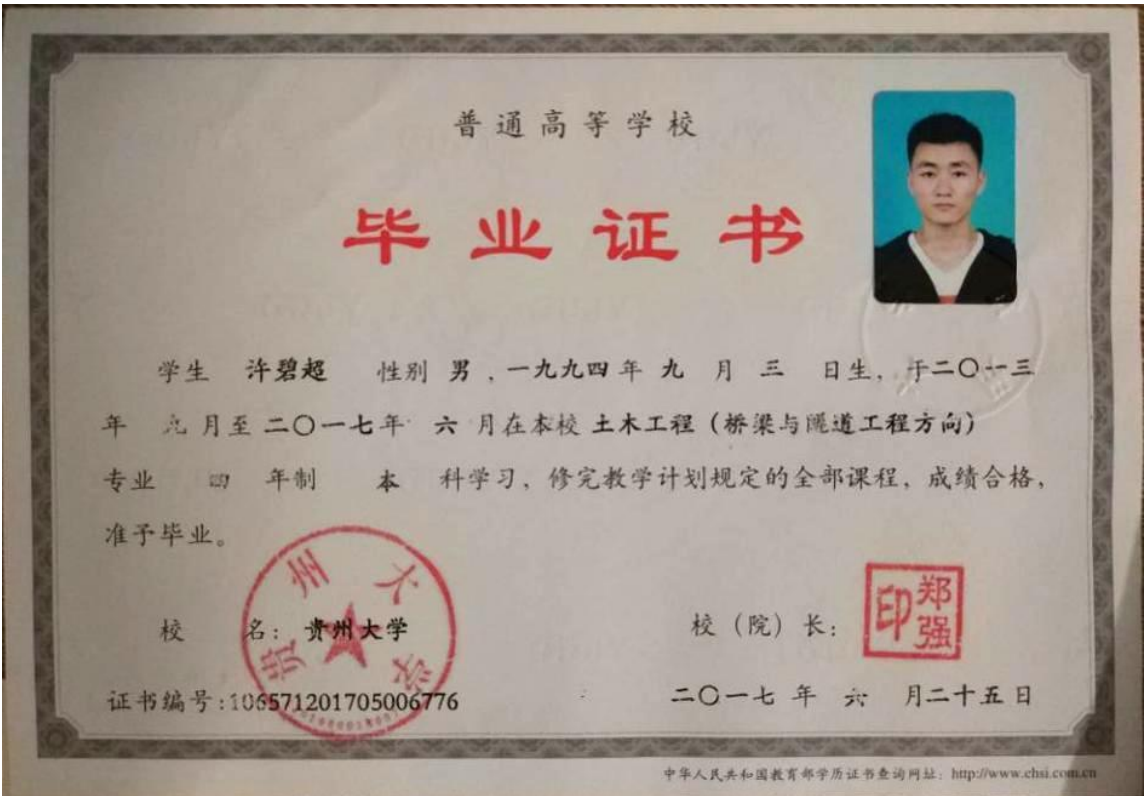 普通高等学校
毕业证书
学生 许碧超 性别 男 ，一九九四年 九 月 三 日生，于二〇一三
年 九 月至二〇一七年 六 月在本校 土木工程（桥梁与隧道工程方向）
专业 四 年制 本 科学习，修完教学计划规定的全部课程，成绩合格，
准予毕业。
贵州大学
校 名：贵州大学
校（院）长：
郑强印
证书编号:106571201705006776
二〇一七 年 六 月二十五日
中华人民共和国教育部学历证书查询网址：http://www.chsi.com.cn